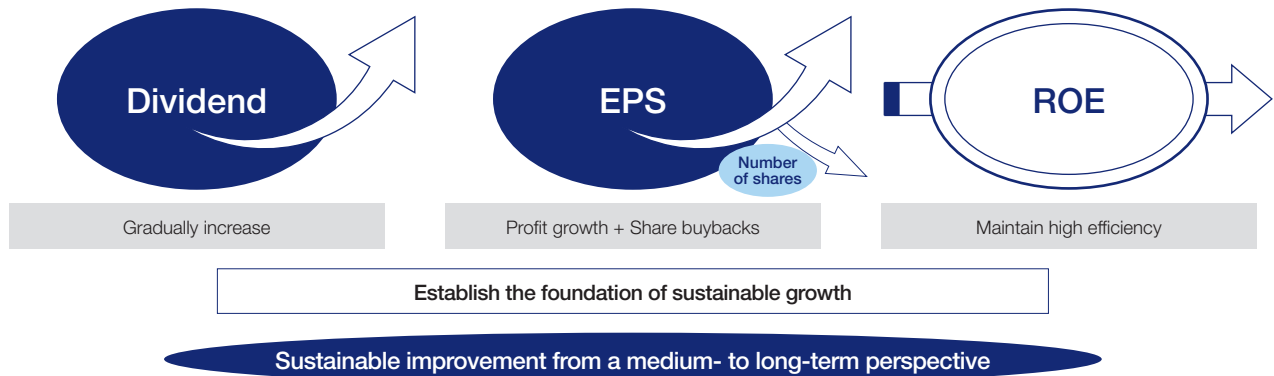 Dividend
EPS
ROE
Number
of shares
Gradually increase
Profit growth + Share buybacks
Maintain high efficiency
Establish the foundation of sustainable growth
Sustainable improvement from a medium- to long-term perspective